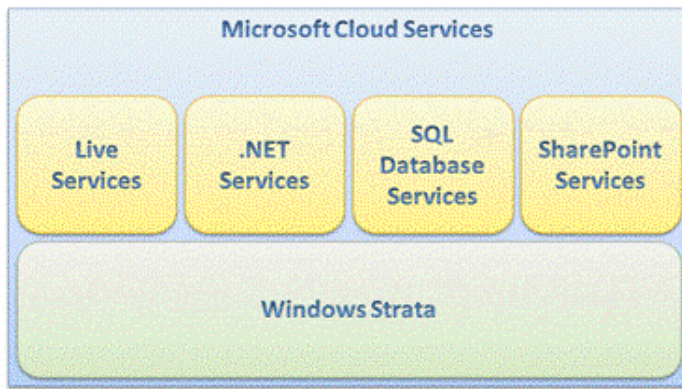 Microsoft Cloud Services
Live
Services
.NET
Services
SQL
Database
Services
SharePoint
Services
Windows Strata